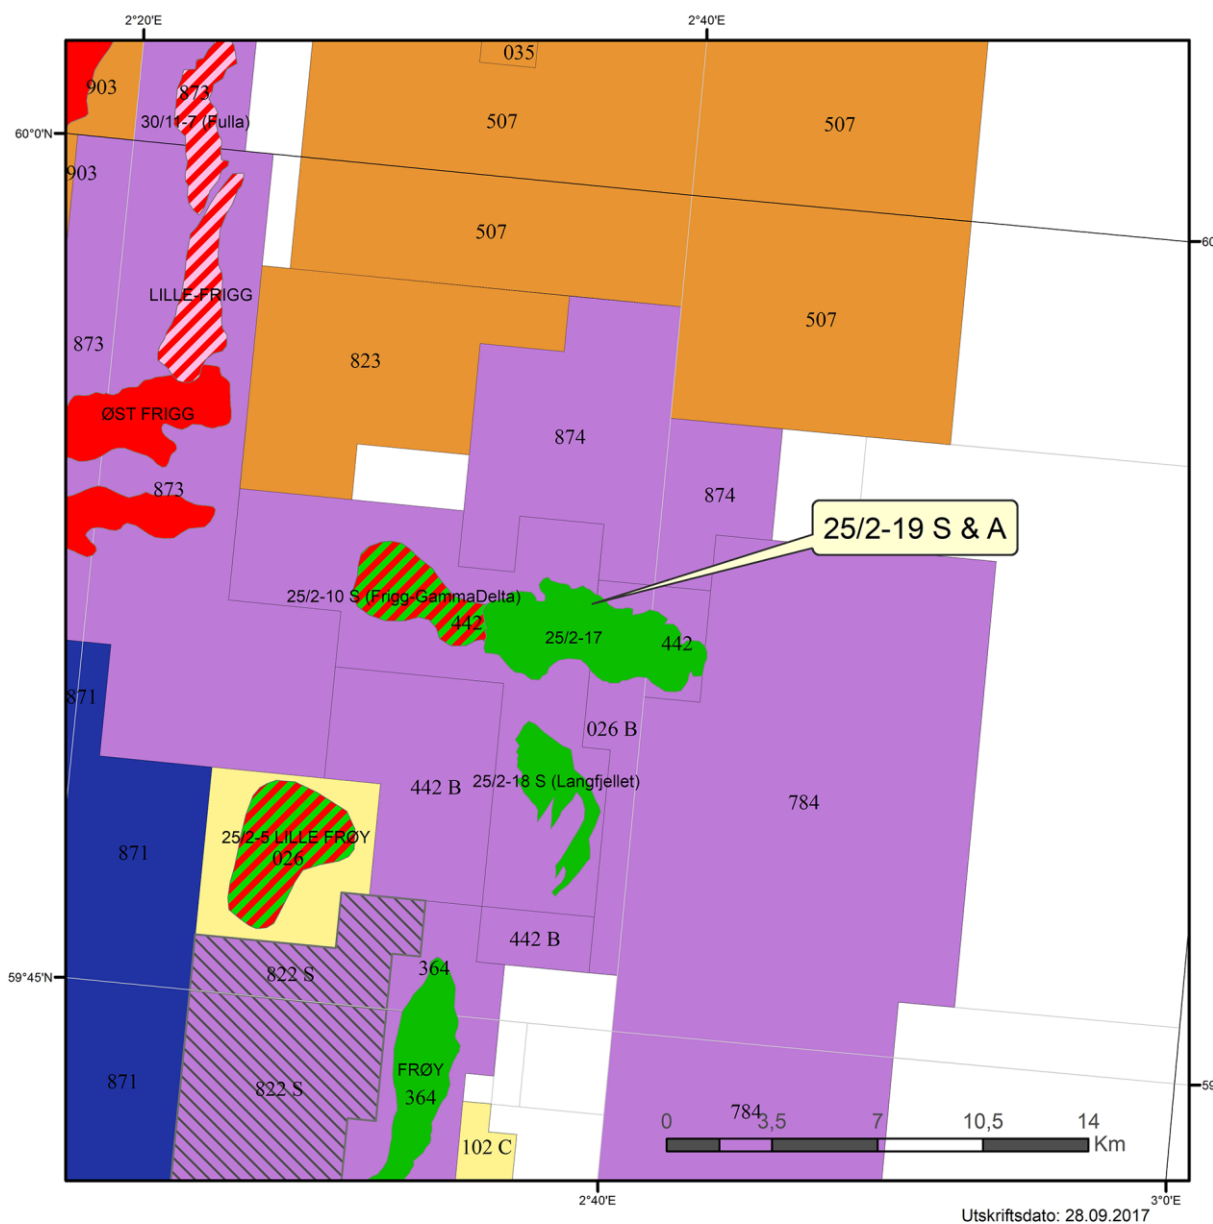 2°20'E
2°40'E
035
903
873
30/11-7 (Fulla)
507
507
60°0'N
903
507
60
LILLE-FRIGG
873
823
507
ØST FRIGG
874
873
874
25/2-19 S & A
25/2-10 S (Frigg-GammaDelta)
442
25/2-17
442
871
026 B
25/2-18 S (Langfjellet)
442 B
784
25/2-5 LILLE FRØY
026
871
442 B
364
822 S
59°45'N
FRØY
364
871
822 S
59
784
0 3,5 7 10,5 14
Km
102 C
2°40'E
3°0'E
Utskriftsdato: 28.09.2017